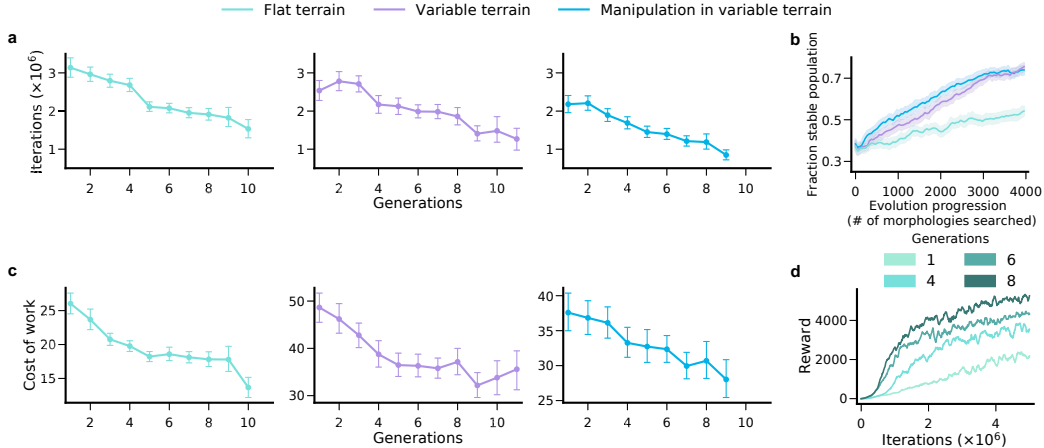 Flat terrain Variable terrain Manipulation in variable terrain
a
Iterations (×10⁶)
3
2
1
2 4 6 8 10
3
2
1
2 4 6 8 10
Generations
3
2
1
2 4 6 8 10
b
Fraction stable population
0.7
0.5
0.3
0 1000 2000 3000 4000
Evolution progression
(# of morphologies searched)
c
Cost of work
25
20
15
2 4 6 8 10
50
40
30
2 4 6 8 10
Generations
40
35
30
25
2 4 6 8 10
Generations
1 6
4 8
d
Reward
4000
2000
0
0 2 4
Iterations (×10⁶)